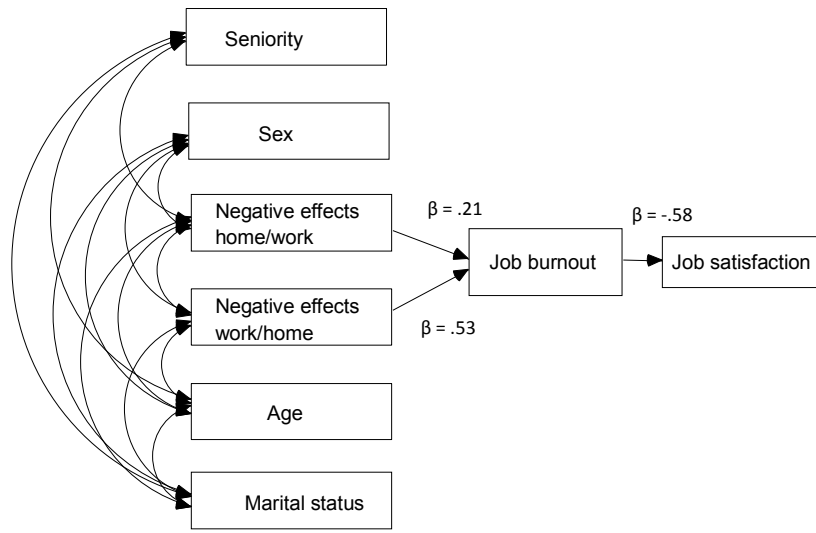 Seniority
Sex
Negative effects
home/work
β = .21
β = -.58
Job burnout
Job satisfaction
Negative effects
work/home
β = .53
Age
Marital status